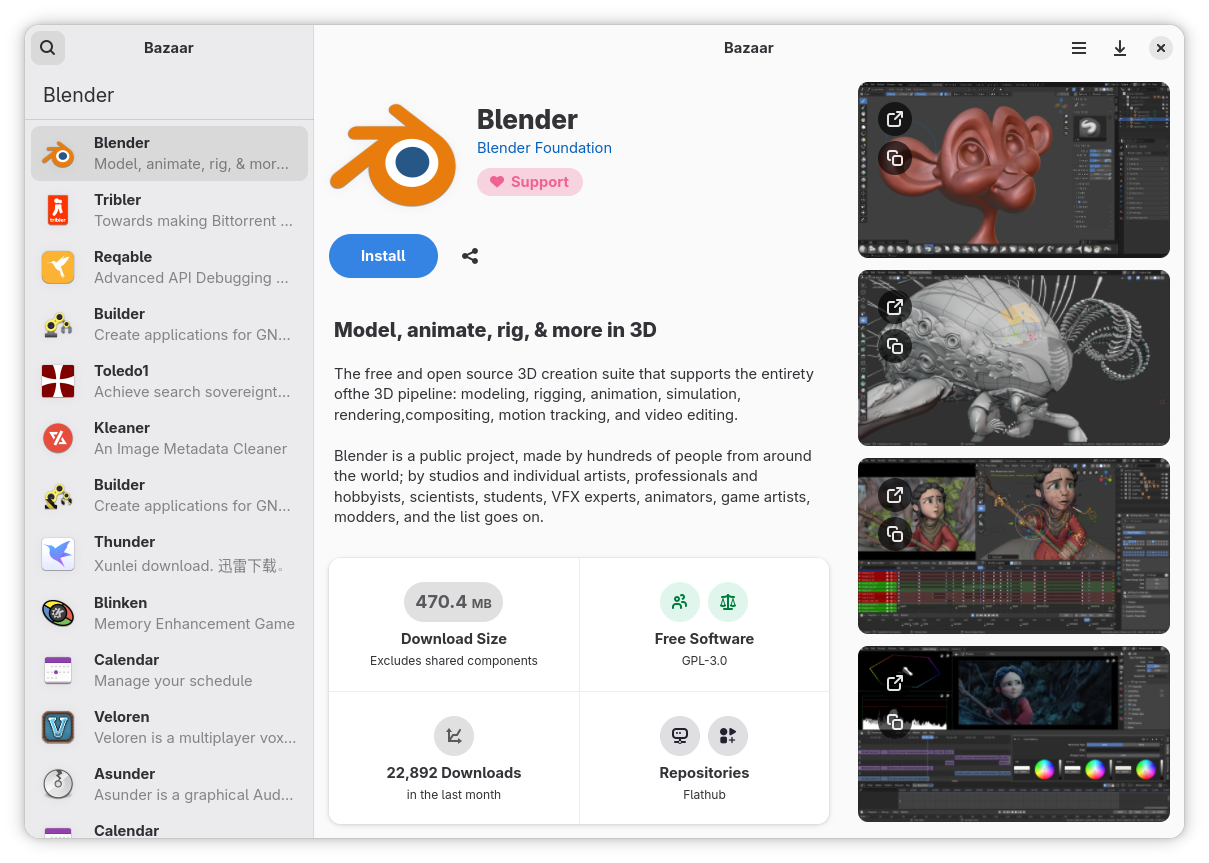 Bazaar
Blender
Blender
Model, animate, rig, & mor...
Tribler
Towards making Bittorrent ...
Reqable
Advanced API Debugging ...
Builder
Create applications for GN...
Toledo1
Achieve search sovereignt...
Kleaner
An Image Metadata Cleaner
Builder
Create applications for GN...
Thunder
Xunlei download. 迅雷下载。
Blinken
Memory Enhancement Game
Calendar
Manage your schedule
Veloren
Veloren is a multiplayer vox...
Asunder
Asunder is a graphical Aud...
Calendar
tribler
Bazaar
Blender
Blender Foundation
Support
Install
Model, animate, rig, & more in 3D
The free and open source 3D creation suite that supports the entirety
ofthe 3D pipeline: modeling, rigging, animation, simulation,
rendering,compositing, motion tracking, and video editing.
Blender is a public project, made by hundreds of people from around
the world; by studios and individual artists, professionals and
hobbyists, scientists, students, VFX experts, animators, game artists,
modders, and the list goes on.
470.4 MB
Download Size
Excludes shared components
Free Software
GPL-3.0
22,892 Downloads
in the last month
Repositories
Flathub